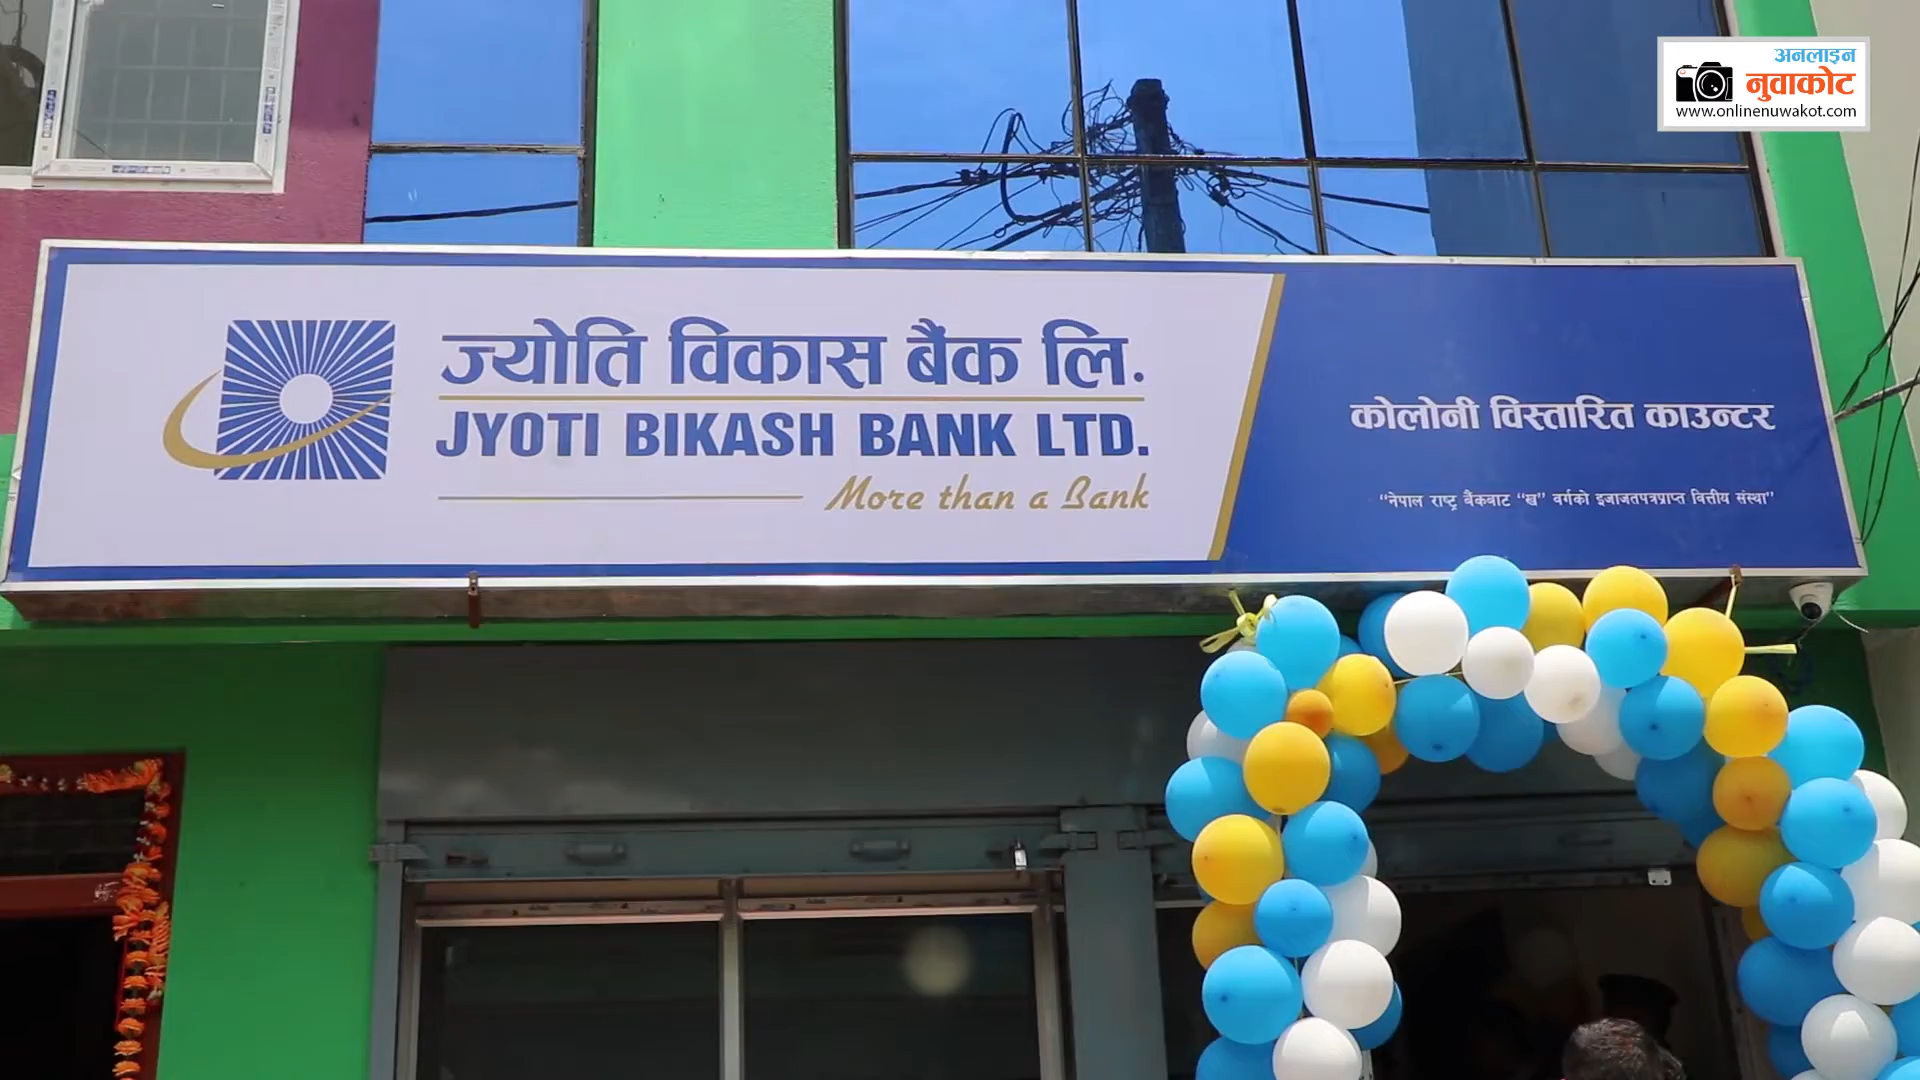 अनलाइन
नुवाकोट
www.onlinenuwakot.com
ज्योति विकास बैंक लि.
JYOTI BIKASH BANK LTD.
More than a Bank
कोलोनी विस्तारित काउन्टर
“नेपाल राष्ट्र बैंकबाट “ख” वर्गको इजाजतपत्रप्राप्त वित्तीय संस्था”